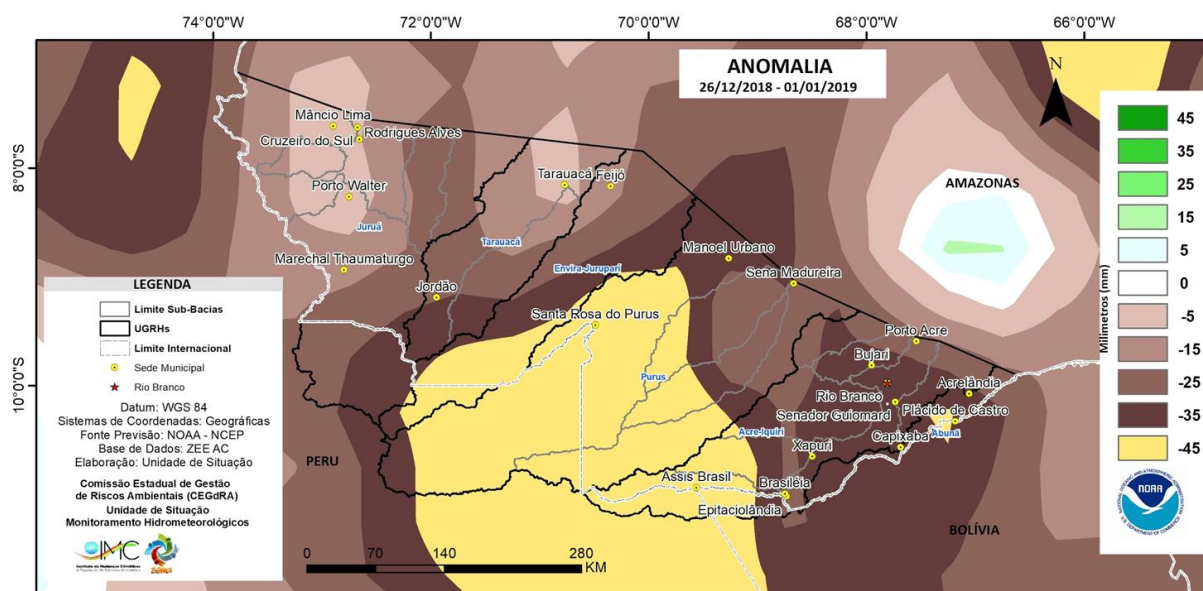 74°0'0"W
72°0'0"W
70°0'0"W
68°0'0"W
66°0'0"W
8°0'0"S
10°0'0"S
ANOMALIA
26/12/2018 - 01/01/2019
N
Mâncio Lima
Cruzeiro do Sul
Rodrigues Alves
Porto Walter
Juruá
Marechal Thaumaturgo
Tarauacá
Feijó
Tarauacá
Jordão
Envira-Jurupari
Manoel Urbano
Sena Madureira
Santa Rosa do Purus
Purus
Porto Acre
Bujari
Acrelândia
Rio Branco
Senador Guiomard
Plácido de Castro
Abunã
Acre-Iquiri
Xapuri
Capixaba
Assis Brasil
Brasiléia
Epitaciolândia
AMAZONAS
PERU
BOLÍVIA
LEGENDA
Limite Sub-Bacias
UGRHs
Limite Internacional
Sede Municipal
Rio Branco
Datum: WGS 84
Sistemas de Coordenadas: Geográficas
Fonte Previsão: NOAA - NCEP
Base de Dados: ZEE AC
Elaboração: Unidade de Situação
Comissão Estadual de Gestão
de Riscos Ambientais (CEGdRA)
Unidade de Situação
Monitoramento Hidrometeorológicos
IMC
0
70
140
280
KM
Milímetros (mm)
45
35
25
15
5
0
-5
-15
-25
-35
-45
NOAA